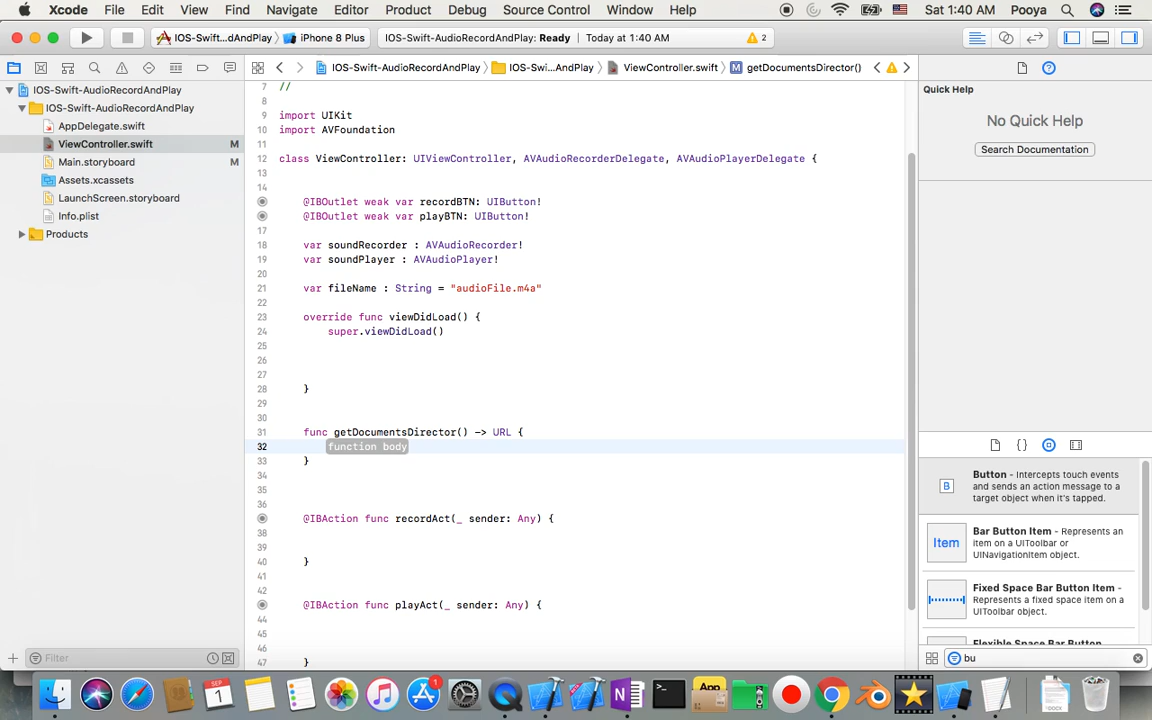 Xcode File Edit View Find Navigate Editor Product Debug Source Control Window Help Sat 1:40 AM Pooya
IOS-Swift...dAndPlay iPhone 8 Plus IOS-Swift-AudioRecordAndPlay: Ready Today at 1:40 AM 2
IOS-Swift-AudioRecordAndPlay IOS-Swi...AndPlay ViewController.swift M getDocumentsDirector()
IOS-Swift-AudioRecordAndPlay
IOS-Swift-AudioRecordAndPlay
AppDelegate.swift
ViewController.swift M
Main.storyboard M
Assets.xcassets
LaunchScreen.storyboard
Info.plist
Products
Filter
7 //
8
9 import UIKit
10 import AVFoundation
11
12 class ViewController: UIViewController, AVAudioRecorderDelegate, AVAudioPlayerDelegate {
13
14
@IBOutlet weak var recordBTN: UIButton!
@IBOutlet weak var playBTN: UIButton!
17
18 var soundRecorder : AVAudioRecorder!
19 var soundPlayer : AVAudioPlayer!
20
21 var fileName : String = "audioFile.m4a"
22
23 override func viewDidLoad() {
24 super.viewDidLoad()
25
26
27
28 }
29
30
31 func getDocumentsDirector() -> URL {
32 function body
33 }
34
35
36
@IBAction func recordAct(_ sender: Any) {
38
39
40 }
41
42
@IBAction func playAct(_ sender: Any) {
44
45
46
47 }
Quick Help
No Quick Help
Search Documentation
{ }
B
Button - Intercepts touch events
and sends an action message to a
target object when it's tapped.
Item
Bar Button Item - Represents an
item on a UIToolbar or
UINavigationItem object.
Fixed Space Bar Button Item -
Represents a fixed space item on a
UIToolbar object.
Flexible Space Bar Button
bu